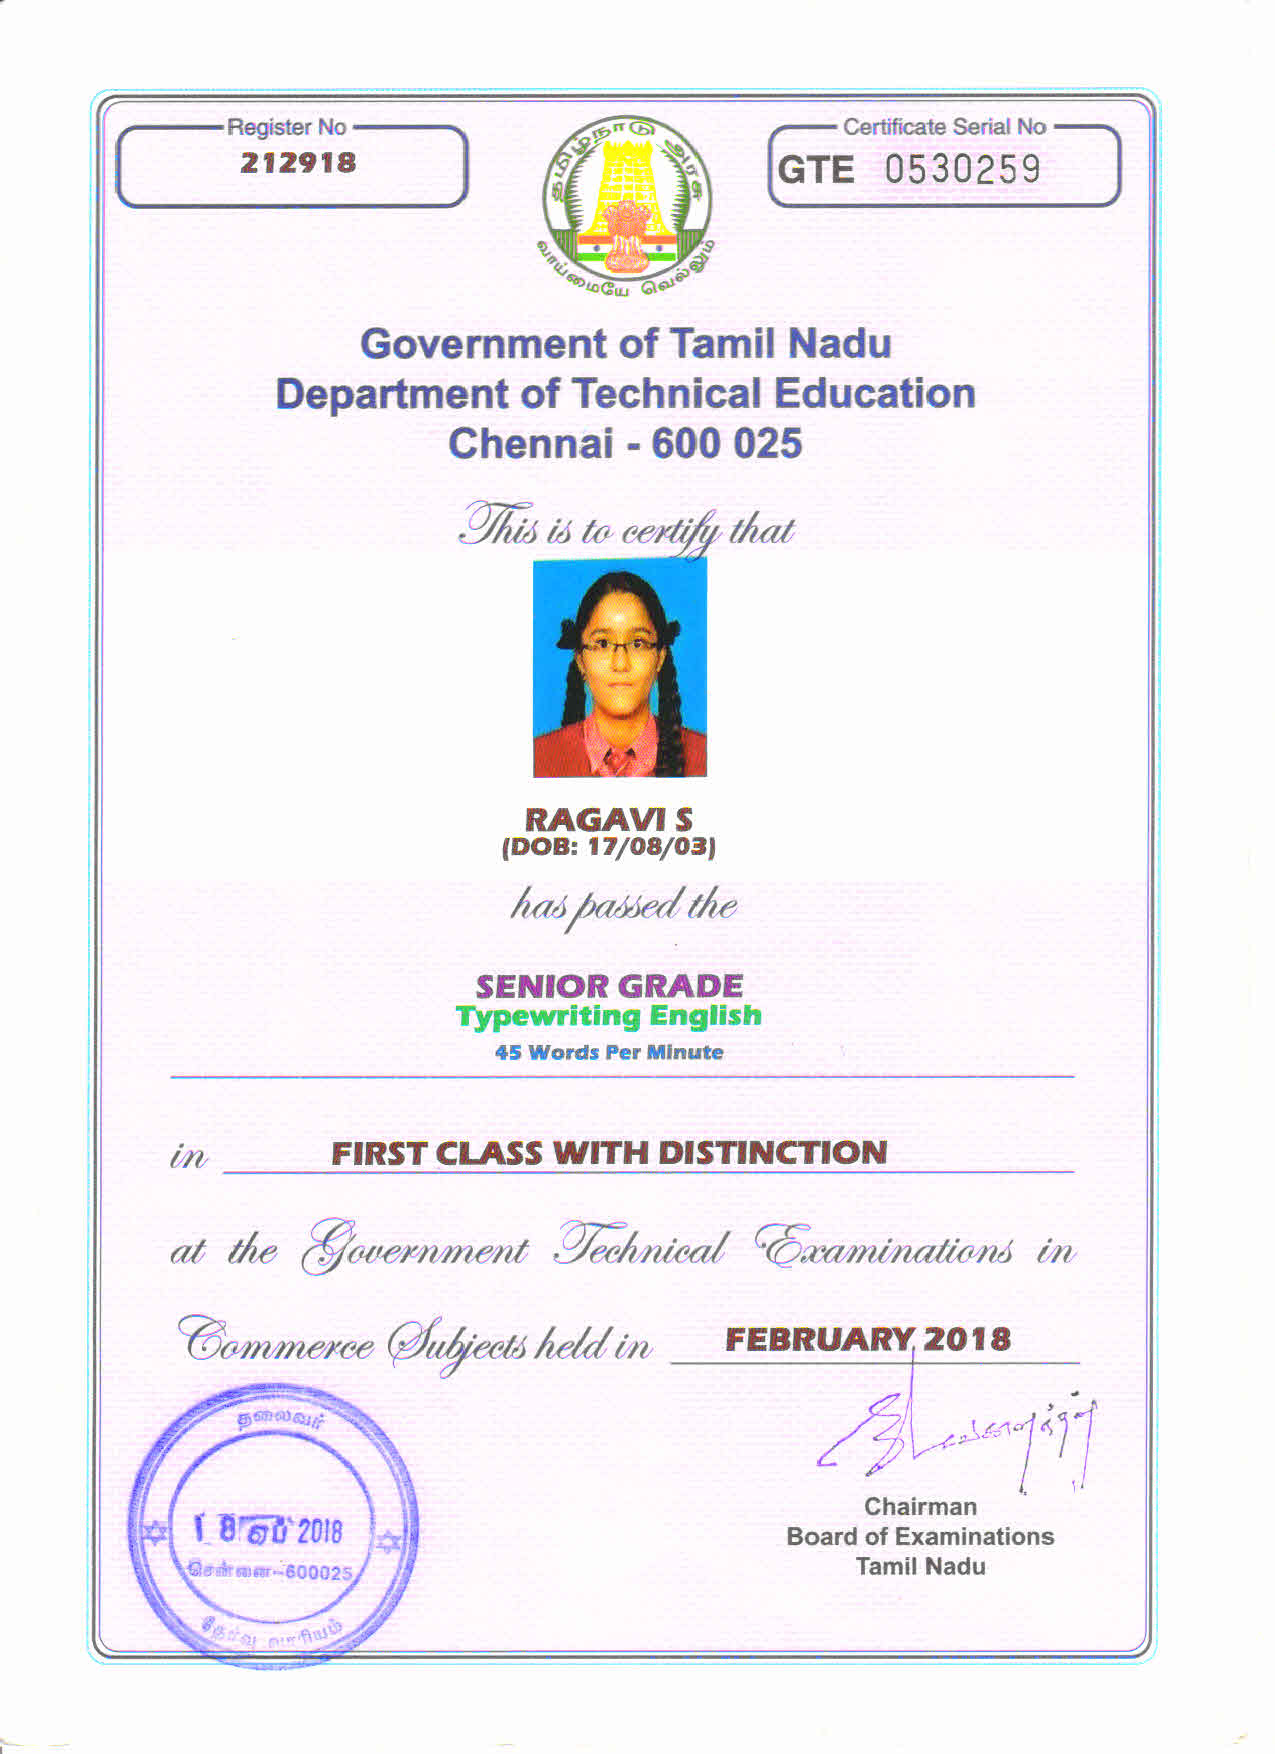 Register No
212918
Certificate Serial No
GTE 0530259
தமிழ்நாடு அரசு
வாய்மையே வெல்லும்
Government of Tamil Nadu
Department of Technical Education
Chennai - 600 025
This is to certify that
RAGAVI S
(DOB: 17/08/03)
has passed the
SENIOR GRADE
Typewriting English
45 Words Per Minute
in FIRST CLASS WITH DISTINCTION
at the Government Technical Examinations in
Commerce Subjects held in FEBRUARY, 2018
தலைவர்
18 ஏப் 2018
சென்னை-600025
தேர்வு வாரியம்
Chairman
Board of Examinations
Tamil Nadu